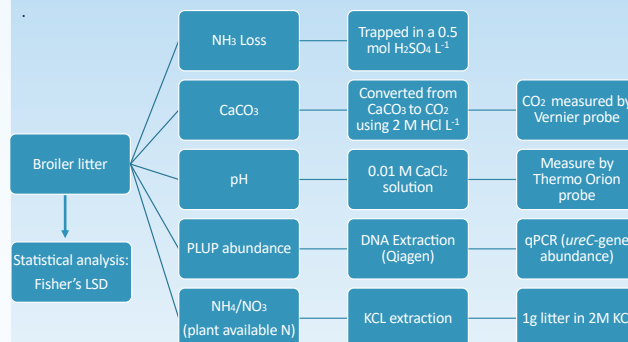 .
NH₃ Loss
Trapped in a 0.5
mol H₂SO₄ L⁻¹
CaCO₃
Converted from
CaCO₃ to CO₂
using 2 M HCl L⁻¹
CO₂ measured by
Vernier probe
Broiler litter
pH
0.01 M CaCl₂
solution
Measure by
Thermo Orion
probe
Statistical analysis:
Fisher's LSD
PLUP abundance
DNA Extraction
(Qiagen)
qPCR (ureC-gene
abundance)
NH₄/NO₃
(plant available N)
KCL extraction
1g litter in 2M KC